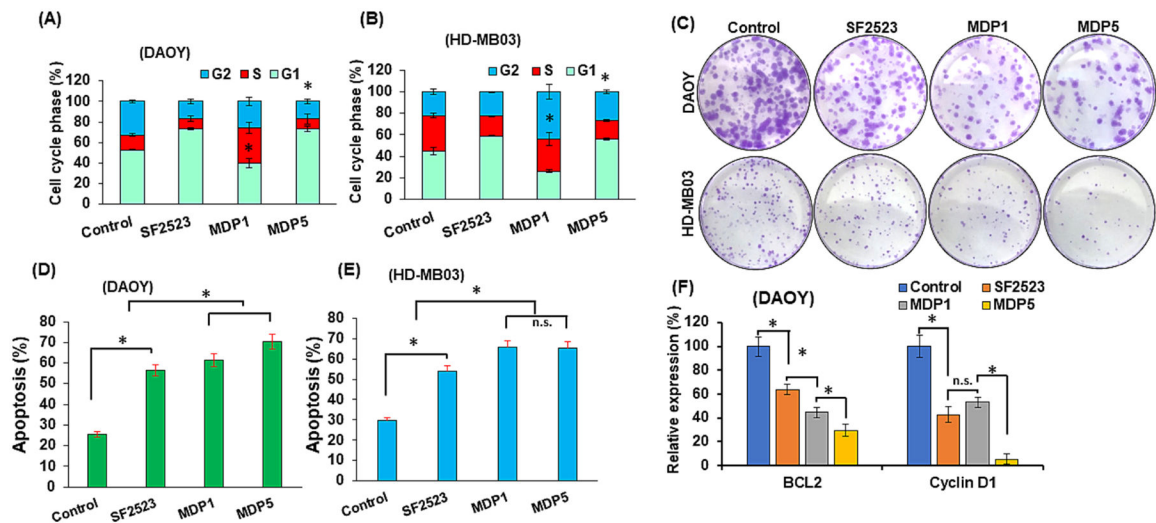 (A)
(DAOY)
G2 S G1
Cell cycle phase (%)
120
100
80
60
40
20
0
*
*
Control
SF2523
MDP1
MDP5
(B)
(HD-MB03)
G2 S G1
Cell cycle phase (%)
120
100
80
60
40
20
0
*
*
Control
SF2523
MDP1
MDP5
(C)
Control SF2523 MDP1 MDP5
DAOY
HD-MB03
(D)
(DAOY)
Apoptosis (%)
80
70
60
50
40
30
20
10
0
*
*
Control
SF2523
MDP1
MDP5
(E)
(HD-MB03)
Apoptosis (%)
80
70
60
50
40
30
20
10
0
*
*
n.s.
Control
SF2523
MDP1
MDP5
(F)
(DAOY)
Control SF2523
MDP1 MDP5
Relative expression (%)
120
100
80
60
40
20
0
*
*
*
*
n.s.
*
BCL2 Cyclin D1